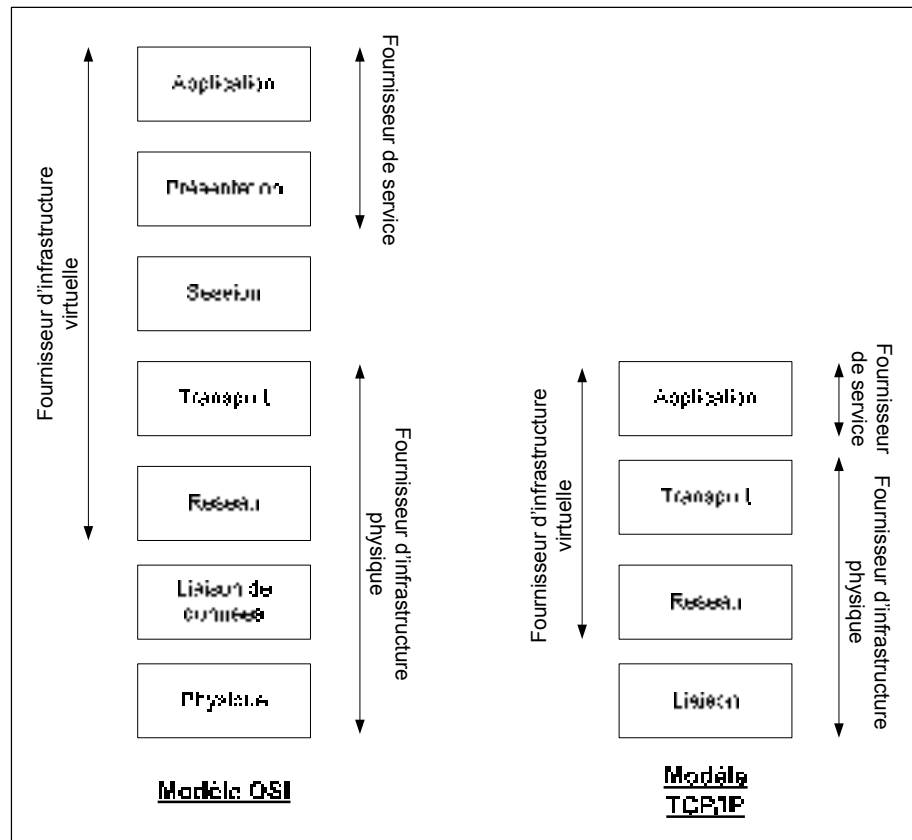 Application
Présentation
Session
Transport
Réseau
Liaison de
données
Physique
Modèle OSI
Fournisseur d'infrastructure
virtuelle
Fournisseur de service
Fournisseur d'infrastructure
physique
Application
Transport
Réseau
Liaison
Modèle
TCP/IP
Fournisseur d'infrastructure
virtuelle
Fournisseur
de service
Fournisseur d'infrastructure
physique